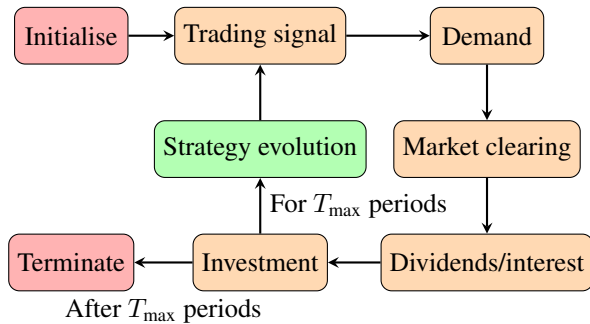 Initialise
Trading signal
Demand
Strategy evolution
Market clearing
For T_max periods
Terminate
Investment
Dividends/interest
After T_max periods